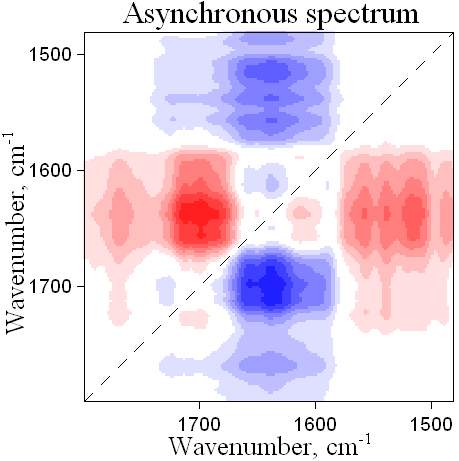 Asynchronous spectrum
1500
1600
1700
Wavenumber, cm-1
1700 1600 1500
Wavenumber, cm-1